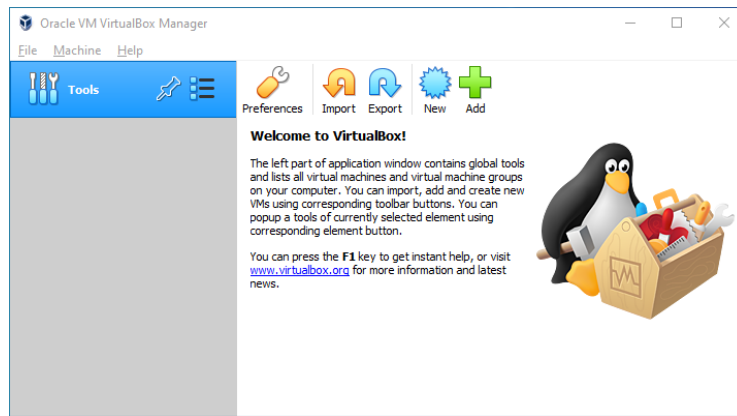 Oracle VM VirtualBox Manager
File Machine Help
Tools
Preferences Import Export New Add
Welcome to VirtualBox!
The left part of application window contains global tools
and lists all virtual machines and virtual machine groups
on your computer. You can import, add and create new
VMs using corresponding toolbar buttons. You can
popup a tools of currently selected element using
corresponding element button.
You can press the F1 key to get instant help, or visit
www.virtualbox.org for more information and latest
news.